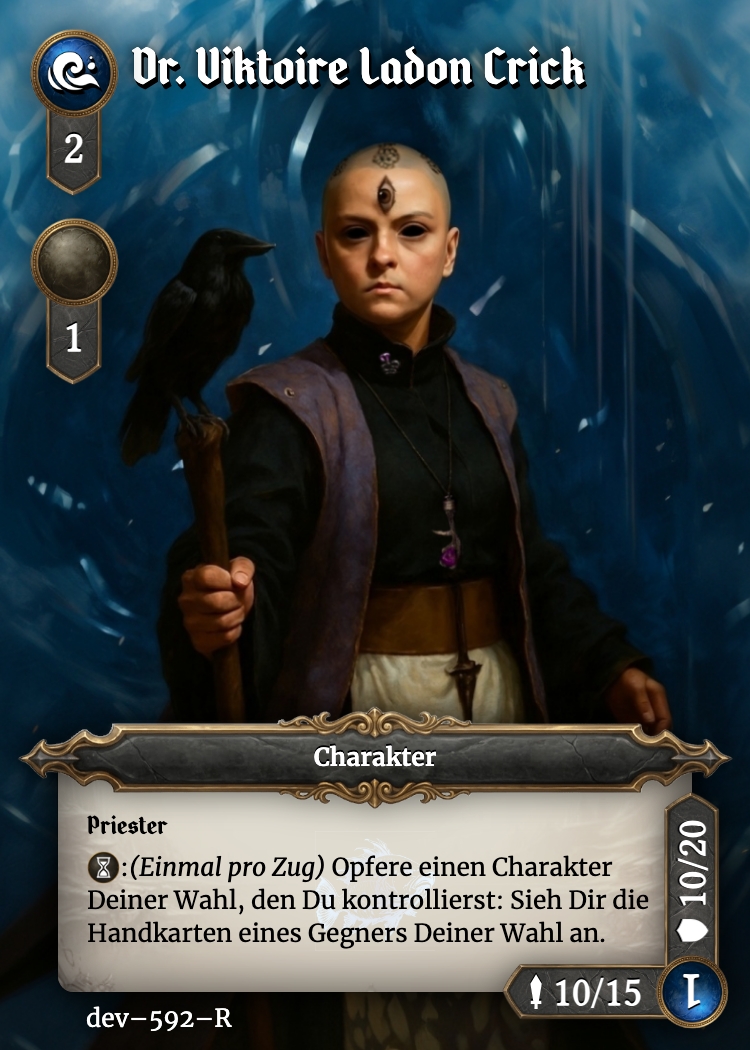 Dr. Viktoire Ladon Crick
2
1
Charakter
Priester
:(Einmal pro Zug) Opfere einen Charakter
Deiner Wahl, den Du kontrollierst: Sieh Dir die
Handkarten eines Gegners Deiner Wahl an.
10/20
10/15
1
dev–592–R